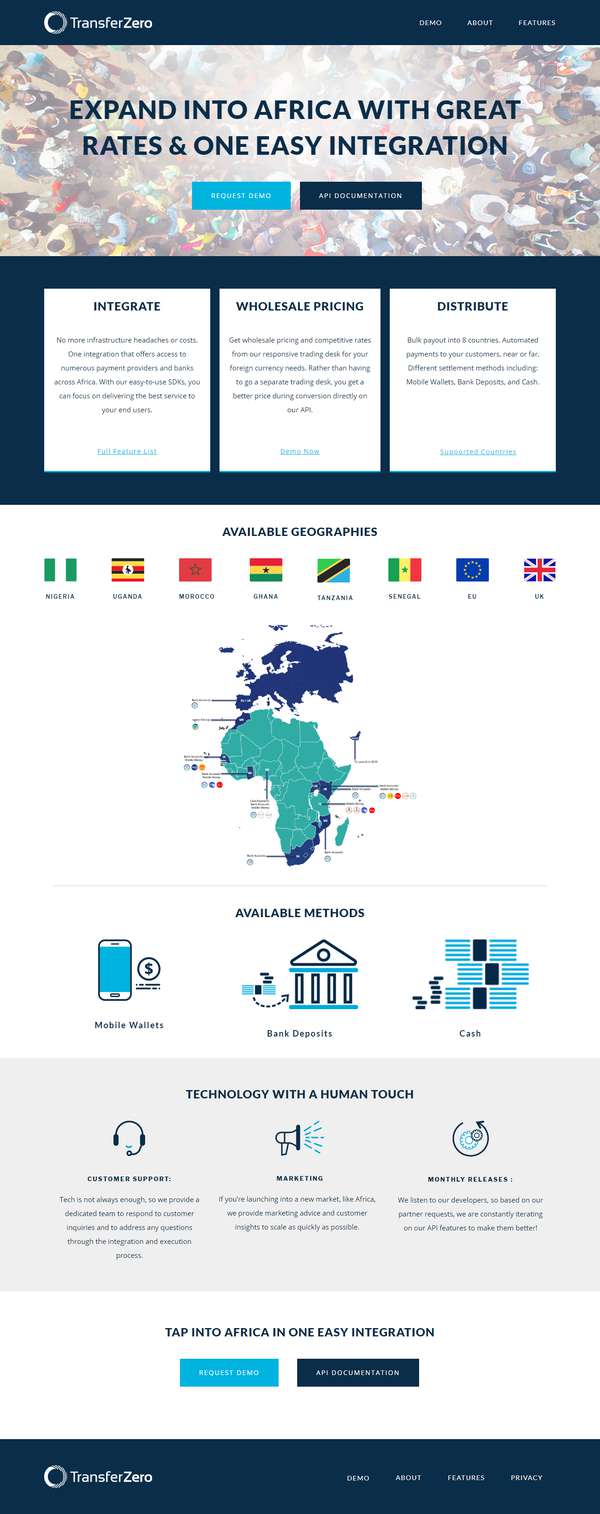 TransferZero
DEMO ABOUT FEATURES
EXPAND INTO AFRICA WITH GREAT
RATES & ONE EASY INTEGRATION
REQUEST DEMO API DOCUMENTATION
INTEGRATE
No more infrastructure headaches or costs.
One integration that offers access to
numerous payment providers and banks
across Africa. With our easy-to-use SDKs, you
can focus on delivering the best service to
your end users.
Full Feature List
WHOLESALE PRICING
Get wholesale pricing and competitive rates
from our responsive trading desk for your
foreign currency needs. Rather than having
to go a separate trading desk, you get a
better price during conversion directly on
our API.
Demo Now
DISTRIBUTE
Bulk payout into 8 countries. Automated
payments to your customers, near or far.
Different settlement methods including:
Mobile Wallets, Bank Deposits, and Cash.
Supported Countries
AVAILABLE GEOGRAPHIES
NIGERIA UGANDA MOROCCO GHANA TANZANIA SENEGAL EU UK
AVAILABLE METHODS
Mobile Wallets
Bank Deposits
Cash
TECHNOLOGY WITH A HUMAN TOUCH
CUSTOMER SUPPORT:
Tech is not always enough, so we provide a
dedicated team to respond to customer
inquiries and to address any questions
through the integration and execution
process.
MARKETING
If you're launching into a new market, like Africa,
we provide marketing advice and customer
insights to scale as quickly as possible.
MONTHLY RELEASES :
We listen to our developers, so based on our
partner requests, we are constantly iterating
on our API features to make them better!
TAP INTO AFRICA IN ONE EASY INTEGRATION
REQUEST DEMO API DOCUMENTATION
TransferZero
DEMO ABOUT FEATURES PRIVACY